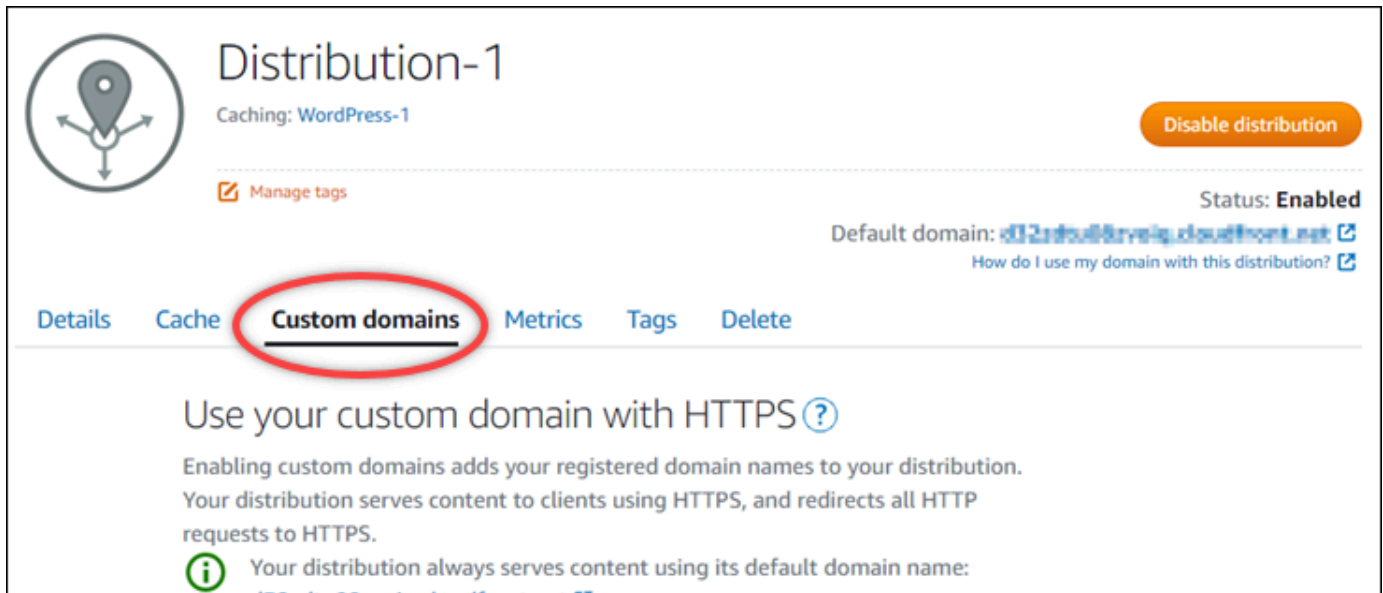 Distribution-1
Caching: WordPress-1
Disable distribution
Manage tags
Status: Enabled
Default domain:
How do I use my domain with this distribution?
Details Cache Custom domains Metrics Tags Delete
Use your custom domain with HTTPS ?
Enabling custom domains adds your registered domain names to your distribution.
Your distribution serves content to clients using HTTPS, and redirects all HTTP
requests to HTTPS.
i Your distribution always serves content using its default domain name: